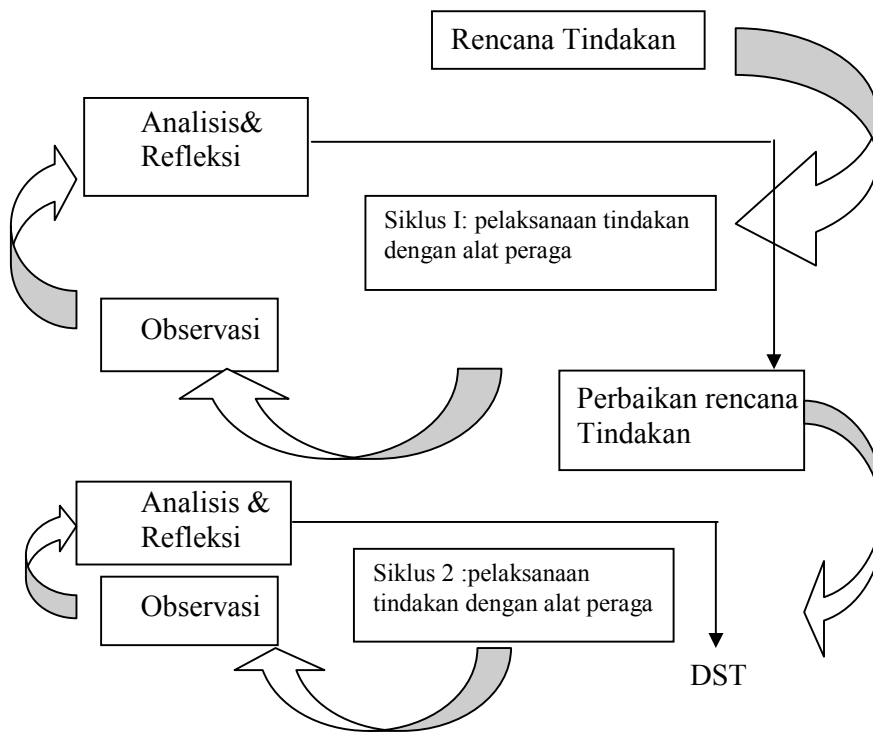 Rencana Tindakan
Analisis&
Refleksi
Siklus I: pelaksanaan tindakan
dengan alat peraga
Observasi
Perbaikan rencana
Tindakan
Analisis &
Refleksi
Siklus 2 :pelaksanaan
tindakan dengan alat peraga
Observasi
DST